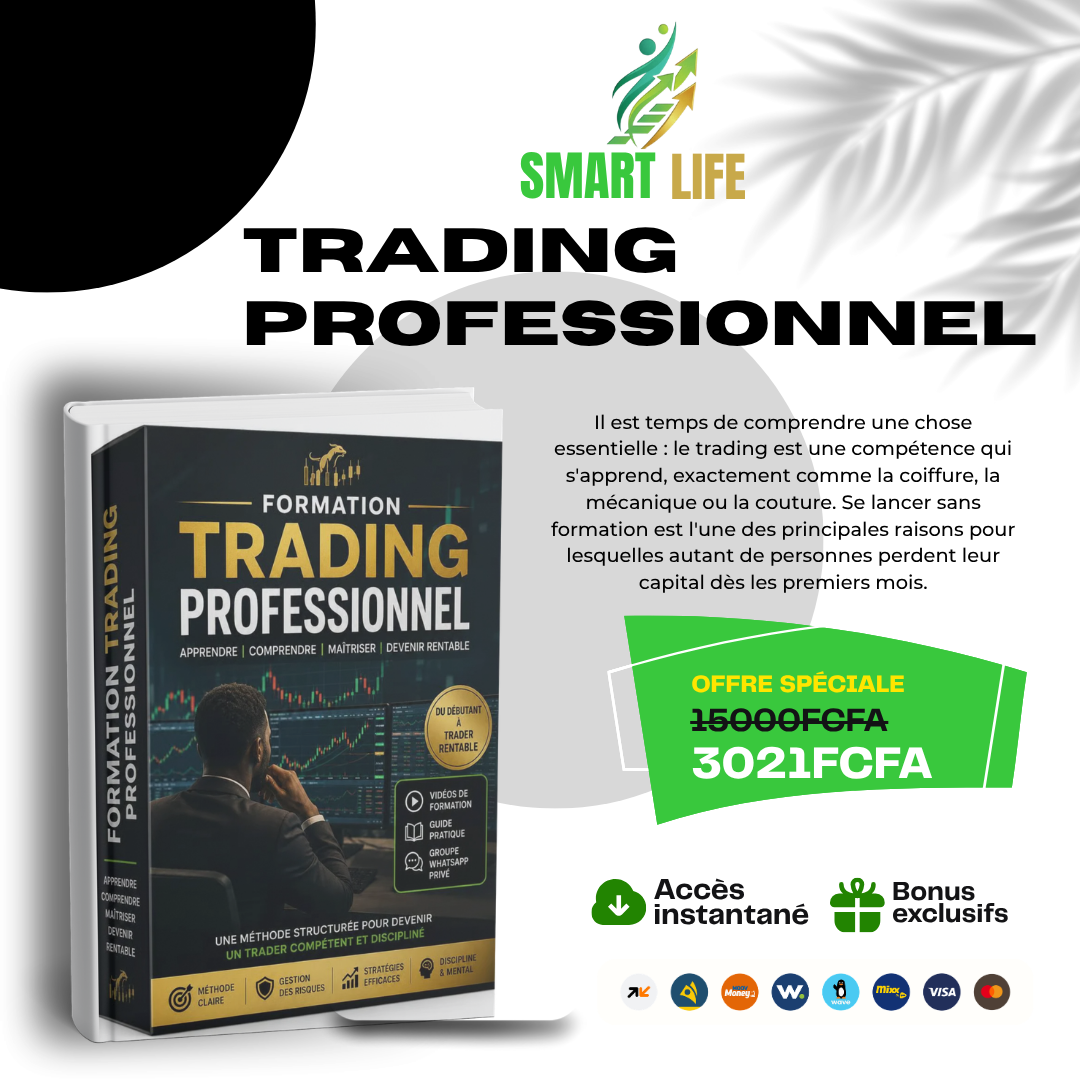 SMART LIFE
TRADING
PROFESSIONNEL
Il est temps de comprendre une chose
essentielle : le trading est une compétence qui
s'apprend, exactement comme la coiffure, la
mécanique ou la couture. Se lancer sans
formation est l'une des principales raisons pour
lesquelles autant de personnes perdent leur
capital dès les premiers mois.
FORMATION TRADING
PROFESSIONNEL
APPRENDRE
COMPRENDRE
MAÎTRISER
DEVENIR
RENTABLE
FORMATION
TRADING
PROFESSIONNEL
APPRENDRE | COMPRENDRE | MAÎTRISER | DEVENIR RENTABLE
DU DÉBUTANT
À
TRADER
RENTABLE
VIDÉOS DE
FORMATION
GUIDE
PRATIQUE
GROUPE
WHATSAPP
PRIVÉ
UNE MÉTHODE STRUCTURÉE POUR DEVENIR
UN TRADER COMPÉTENT ET DISCIPLINÉ
MÉTHODE
CLAIRE
GESTION
DES RISQUES
STRATÉGIES
EFFICACES
DISCIPLINE
& MENTAL
OFFRE SPÉCIALE
15000FCFA
3021FCFA
Accès
instantané
Bonus
exclusifs
MOOV
Money
W.
wave
mixx
VISA